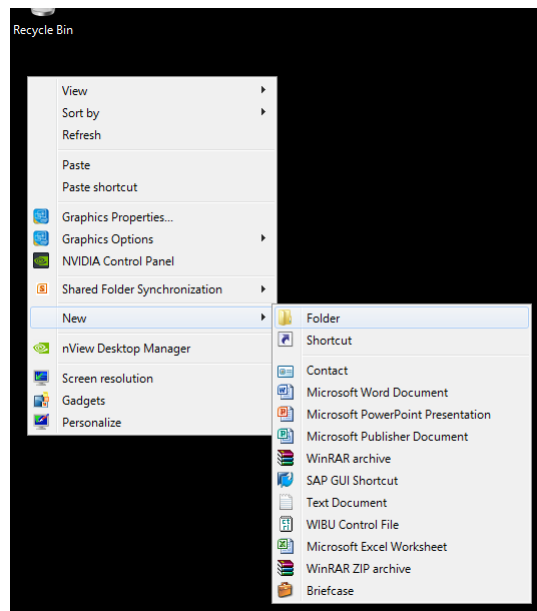 Recycle Bin
View
Sort by
Refresh
Paste
Paste shortcut
Graphics Properties...
Graphics Options
NVIDIA Control Panel
Shared Folder Synchronization
New
nView Desktop Manager
Screen resolution
Gadgets
Personalize
Folder
Shortcut
Contact
Microsoft Word Document
Microsoft PowerPoint Presentation
Microsoft Publisher Document
WinRAR archive
SAP GUI Shortcut
Text Document
WIBU Control File
Microsoft Excel Worksheet
WinRAR ZIP archive
Briefcase